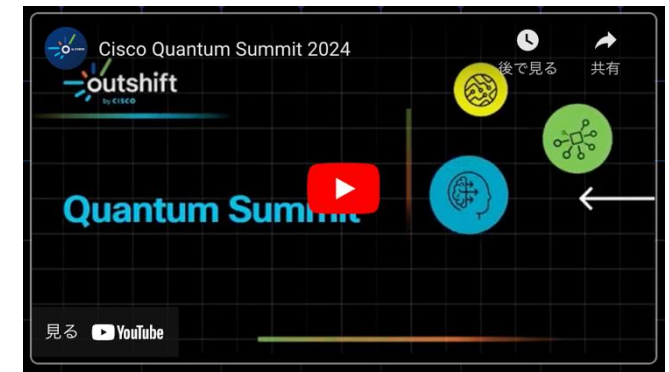 Cisco Quantum Summit 2024
後で見る
共有
outshift
by CISCO
Quantum Summit
見る YouTube